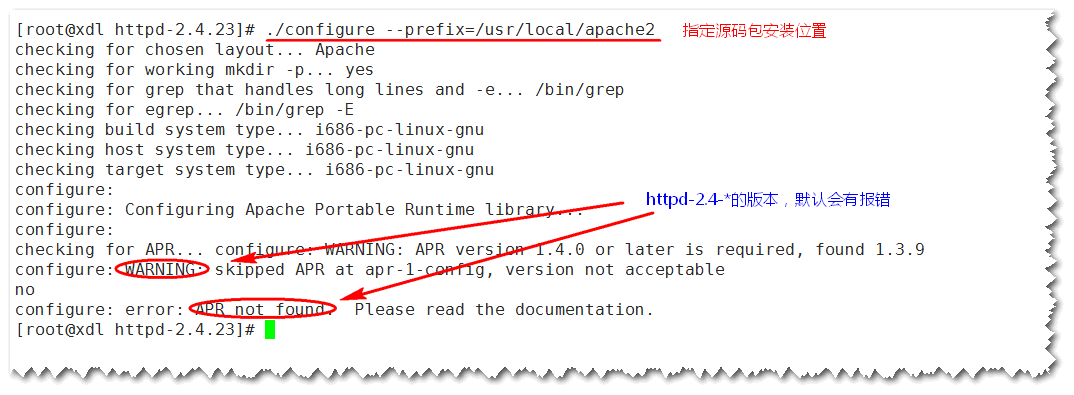 [root@xdl httpd-2.4.23]# ./configure --prefix=/usr/local/apache2 指定源码包安装位置
checking for chosen layout... Apache
checking for working mkdir -p... yes
checking for grep that handles long lines and -e... /bin/grep
checking for egrep... /bin/grep -E
checking build system type... i686-pc-linux-gnu
checking host system type... i686-pc-linux-gnu
checking target system type... i686-pc-linux-gnu
configure:
httpd-2.4-*的版本，默认会有报错
configure: Configuring Apache Portable Runtime library...
configure:
checking for APR... configure: WARNING: APR version 1.4.0 or later is required, found 1.3.9
configure: WARNING: skipped APR at apr-1-config, version not acceptable
no
configure: error: APR not found.  Please read the documentation.
[root@xdl httpd-2.4.23]#